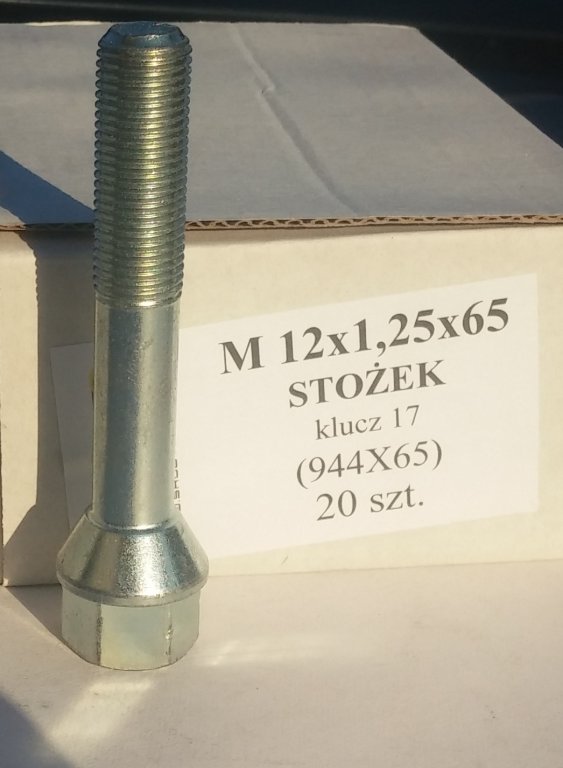 M 12x1,25x65
STOŻEK
klucz 17
(944X65)
20 szt.